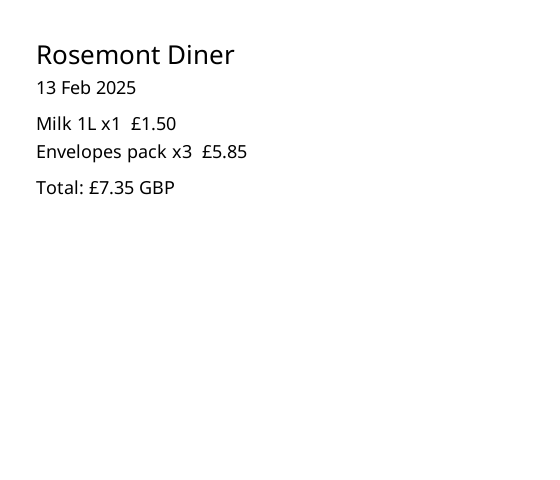 Rosemont Diner
13 Feb 2025
Milk 1L x1  £1.50
Envelopes pack x3  £5.85
Total: £7.35 GBP